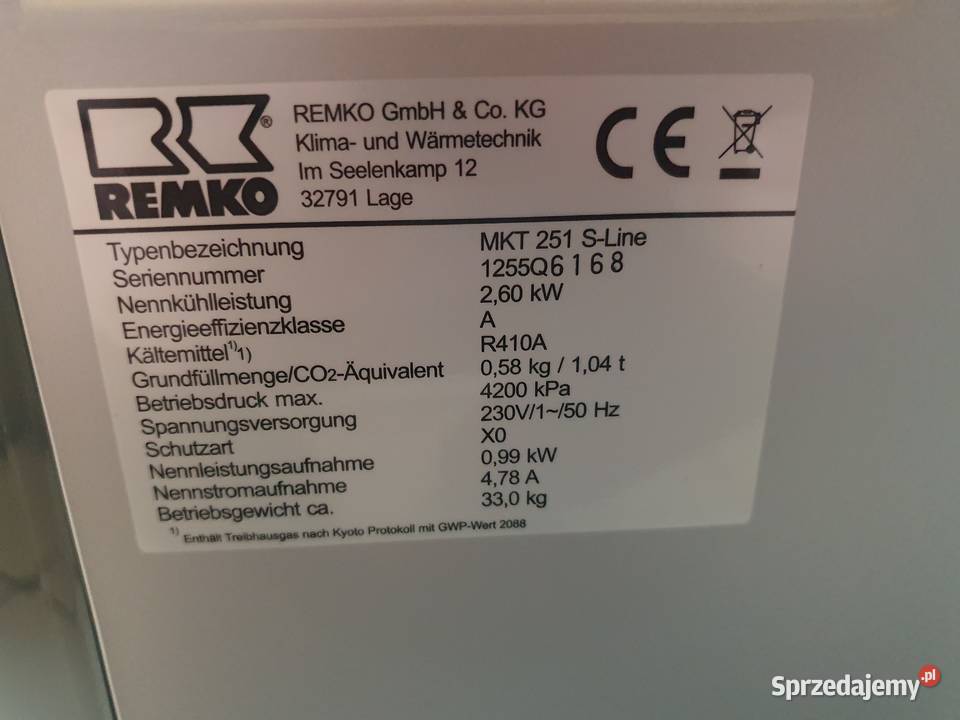 REMKO GmbH & Co. KG
Klima- und Wärmetechnik
Im Seelenkamp 12
32791 Lage
® REMKO
CE
Typenbezeichnung MKT 251 S-Line
Seriennummer 1255Q6168
Nennkühlleistung 2,60 kW
Energieeffizienzklasse A
Kältemittel¹⁾1) R410A
Grundfüllmenge/CO2-Äquivalent 0,58 kg / 1,04 t
Betriebsdruck max. 4200 kPa
Spannungsversorgung 230V/1~/50 Hz
Schutzart X0
Nennleistungsaufnahme 0,99 kW
Nennstromaufnahme 4,78 A
Betriebsgewicht ca. 33,0 kg
¹⁾ Enthält Treibhausgas nach Kyoto Protokoll mit GWP-Wert 2088
Sprzedajemy.pl